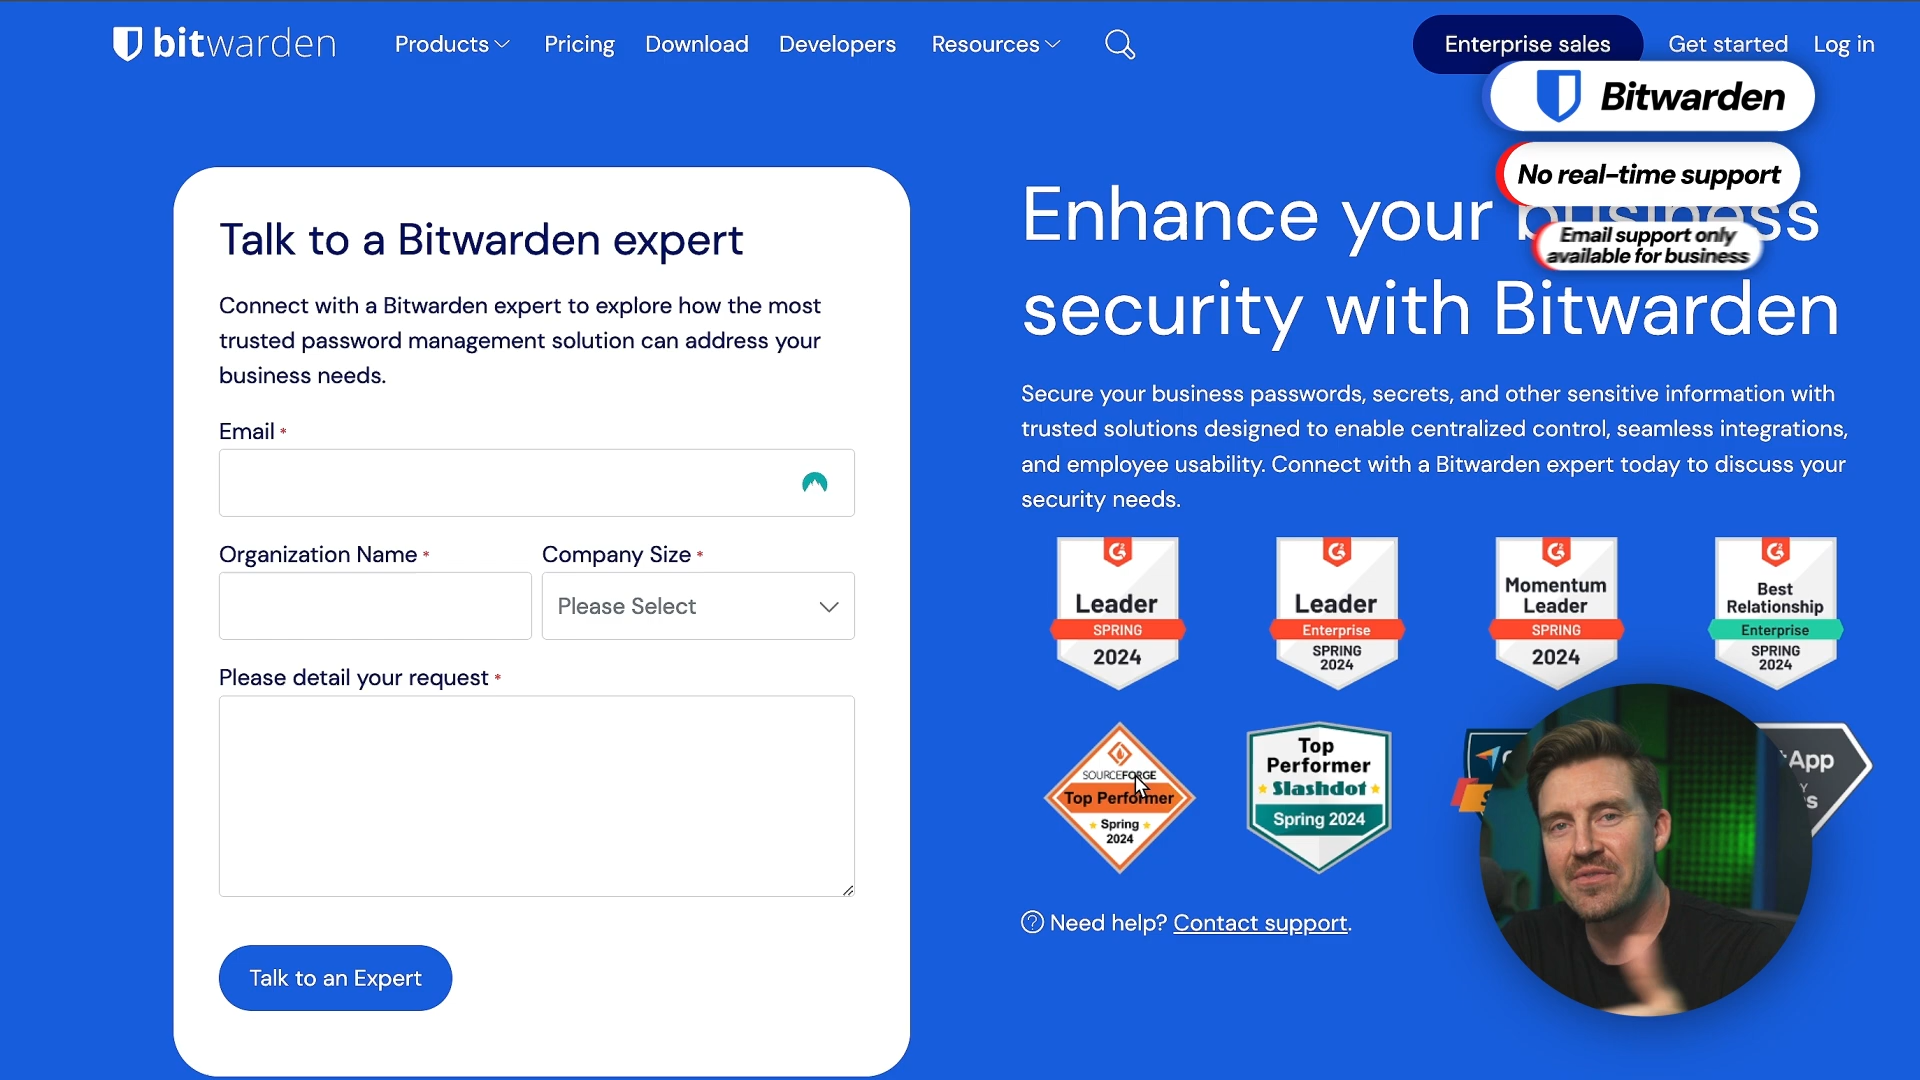 bitwarden
Products
Pricing
Download
Developers
Resources
Enterprise sales
Get started
Log in
Bitwarden
No real-time support
Email support only
available for business
Talk to a Bitwarden expert
Connect with a Bitwarden expert to explore how the most
trusted password management solution can address your
business needs.
Email *
Organization Name *
Company Size *
Please Select
Please detail your request *
Talk to an Expert
Enhance your business
security with Bitwarden
Secure your business passwords, secrets, and other sensitive information with
trusted solutions designed to enable centralized control, seamless integrations,
and employee usability. Connect with a Bitwarden expert today to discuss your
security needs.
Leader
SPRING
2024
Leader
Enterprise
SPRING
2024
Momentum
Leader
SPRING
2024
Best
Relationship
Enterprise
SPRING
2024
SOURCEFORGE
Top Performer
Spring
2024
Top
Performer
Slashdot
Spring 2024
App
Need help? Contact support.